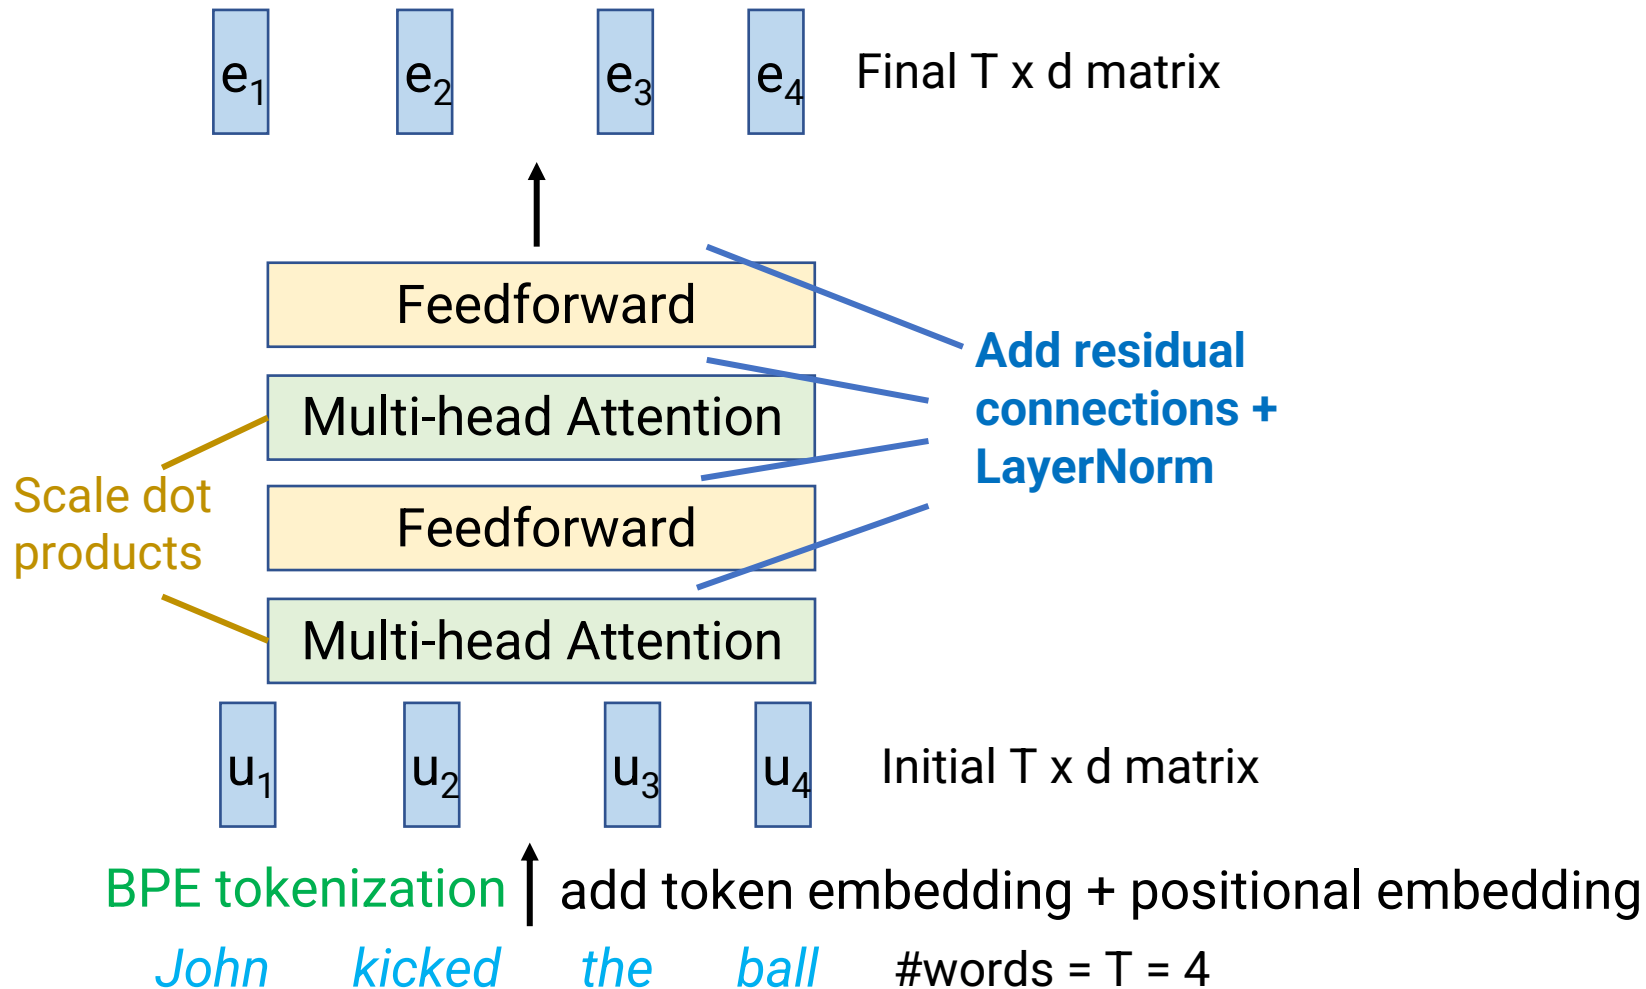 e1 e2 e3 e4 Final T x d matrix
Feedforward
Add residual
connections +
LayerNorm
Multi-head Attention
Scale dot
products
Feedforward
Multi-head Attention
u1 u2 u3 u4 Initial T x d matrix
BPE tokenization add token embedding + positional embedding
John kicked the ball #words = T = 4